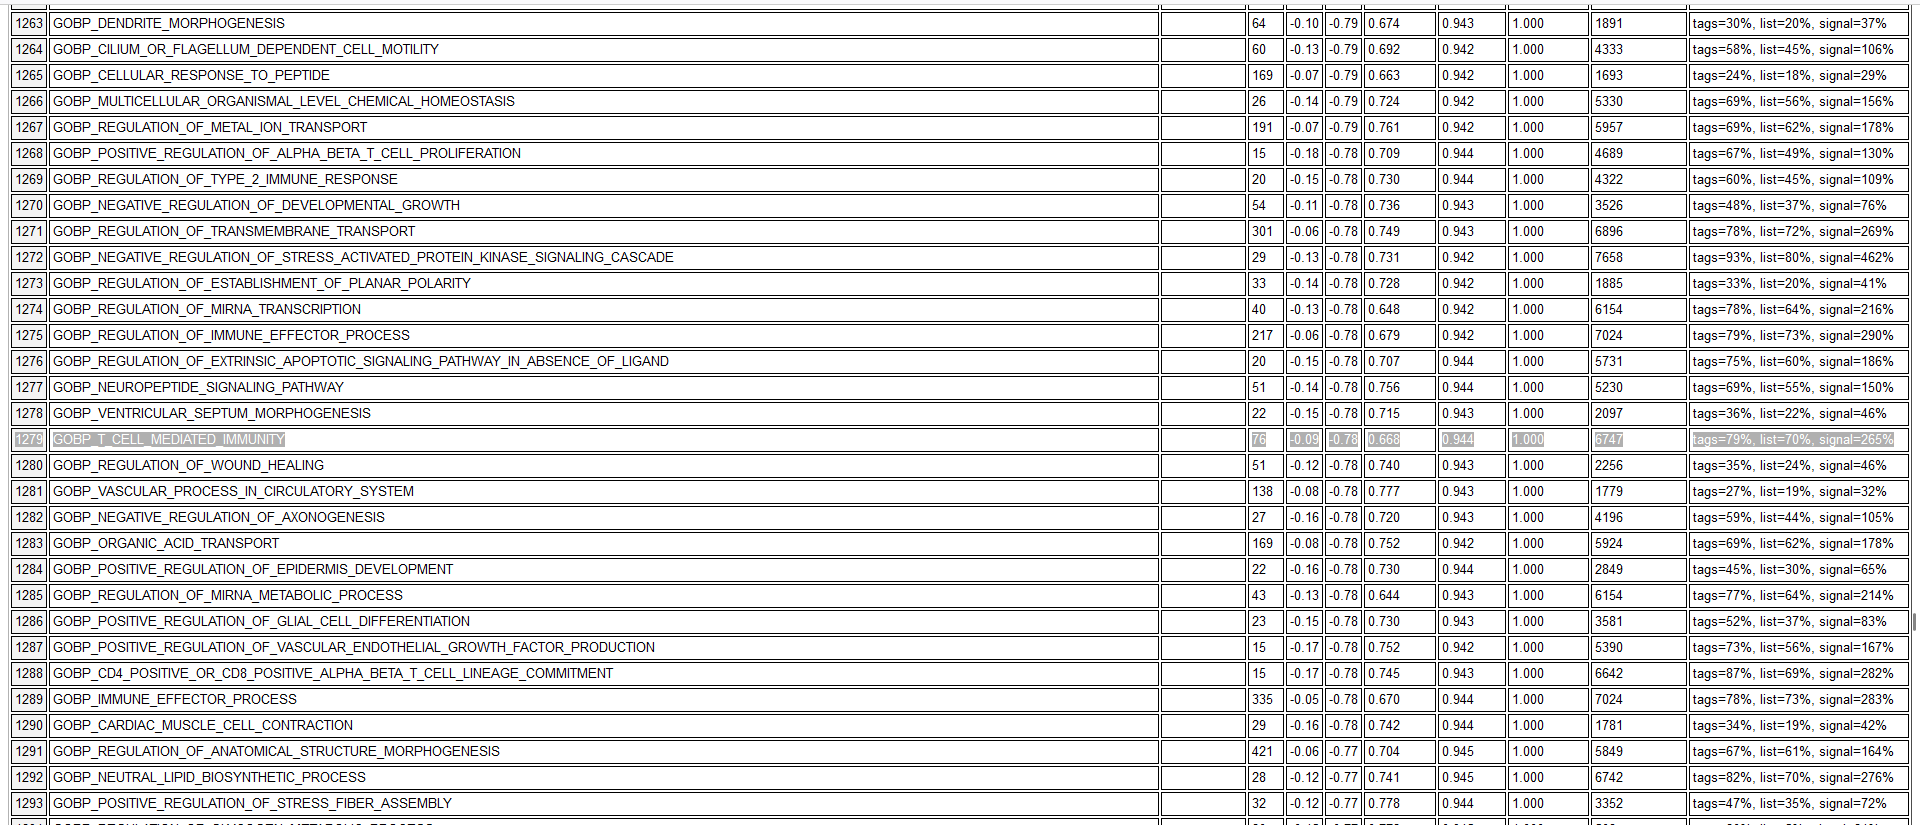 1263 GOBP_DENDRITE_MORPHOGENESIS 64 -0.10 -0.79 0.674 0.943 1.000 1891 tags=30%, list=20%, signal=37%
1264 GOBP_CILIUM_OR_FLAGELLUM_DEPENDENT_CELL_MOTILITY 60 -0.13 -0.79 0.692 0.942 1.000 4333 tags=58%, list=45%, signal=106%
1265 GOBP_CELLULAR_RESPONSE_TO_PEPTIDE 169 -0.07 -0.79 0.663 0.942 1.000 1693 tags=24%, list=18%, signal=29%
1266 GOBP_MULTICELLULAR_ORGANISMAL_LEVEL_CHEMICAL_HOMEOSTASIS 26 -0.14 -0.79 0.724 0.942 1.000 5330 tags=69%, list=56%, signal=156%
1267 GOBP_REGULATION_OF_METAL_ION_TRANSPORT 191 -0.07 -0.79 0.761 0.942 1.000 5957 tags=69%, list=62%, signal=178%
1268 GOBP_POSITIVE_REGULATION_OF_ALPHA_BETA_T_CELL_PROLIFERATION 15 -0.18 -0.78 0.709 0.944 1.000 4689 tags=67%, list=49%, signal=130%
1269 GOBP_REGULATION_OF_TYPE_2_IMMUNE_RESPONSE 20 -0.15 -0.78 0.730 0.944 1.000 4322 tags=60%, list=45%, signal=109%
1270 GOBP_NEGATIVE_REGULATION_OF_DEVELOPMENTAL_GROWTH 54 -0.11 -0.78 0.736 0.943 1.000 3526 tags=48%, list=37%, signal=76%
1271 GOBP_REGULATION_OF_TRANSMEMBRANE_TRANSPORT 301 -0.06 -0.78 0.749 0.943 1.000 6896 tags=78%, list=72%, signal=269%
1272 GOBP_NEGATIVE_REGULATION_OF_STRESS_ACTIVATED_PROTEIN_KINASE_SIGNALING_CASCADE 29 -0.13 -0.78 0.731 0.942 1.000 7658 tags=93%, list=80%, signal=462%
1273 GOBP_REGULATION_OF_ESTABLISHMENT_OF_PLANAR_POLARITY 33 -0.14 -0.78 0.728 0.942 1.000 1885 tags=33%, list=20%, signal=41%
1274 GOBP_REGULATION_OF_MIRNA_TRANSCRIPTION 40 -0.13 -0.78 0.648 0.942 1.000 6154 tags=78%, list=64%, signal=216%
1275 GOBP_REGULATION_OF_IMMUNE_EFFECTOR_PROCESS 217 -0.06 -0.78 0.679 0.942 1.000 7024 tags=79%, list=73%, signal=290%
1276 GOBP_REGULATION_OF_EXTRINSIC_APOPTOTIC_SIGNALING_PATHWAY_IN_ABSENCE_OF_LIGAND 20 -0.15 -0.78 0.707 0.944 1.000 5731 tags=75%, list=60%, signal=186%
1277 GOBP_NEUROPEPTIDE_SIGNALING_PATHWAY 51 -0.14 -0.78 0.756 0.944 1.000 5230 tags=69%, list=55%, signal=150%
1278 GOBP_VENTRICULAR_SEPTUM_MORPHOGENESIS 22 -0.15 -0.78 0.715 0.943 1.000 2097 tags=36%, list=22%, signal=46%
1279 GOBP_T_CELL_MEDIATED_IMMUNITY 76 -0.09 -0.78 0.668 0.944 1.000 6747 tags=79%, list=70%, signal=265%
1280 GOBP_REGULATION_OF_WOUND_HEALING 51 -0.12 -0.78 0.740 0.943 1.000 2256 tags=35%, list=24%, signal=46%
1281 GOBP_VASCULAR_PROCESS_IN_CIRCULATORY_SYSTEM 138 -0.08 -0.78 0.777 0.943 1.000 1779 tags=27%, list=19%, signal=32%
1282 GOBP_NEGATIVE_REGULATION_OF_AXONOGENESIS 27 -0.16 -0.78 0.720 0.943 1.000 4196 tags=59%, list=44%, signal=105%
1283 GOBP_ORGANIC_ACID_TRANSPORT 169 -0.08 -0.78 0.752 0.942 1.000 5924 tags=69%, list=62%, signal=178%
1284 GOBP_POSITIVE_REGULATION_OF_EPIDERMIS_DEVELOPMENT 22 -0.16 -0.78 0.730 0.944 1.000 2849 tags=45%, list=30%, signal=65%
1285 GOBP_REGULATION_OF_MIRNA_METABOLIC_PROCESS 43 -0.13 -0.78 0.644 0.943 1.000 6154 tags=77%, list=64%, signal=214%
1286 GOBP_POSITIVE_REGULATION_OF_GLIAL_CELL_DIFFERENTIATION 23 -0.15 -0.78 0.730 0.943 1.000 3581 tags=52%, list=37%, signal=83%
1287 GOBP_POSITIVE_REGULATION_OF_VASCULAR_ENDOTHELIAL_GROWTH_FACTOR_PRODUCTION 15 -0.17 -0.78 0.752 0.942 1.000 5390 tags=73%, list=56%, signal=167%
1288 GOBP_CD4_POSITIVE_OR_CD8_POSITIVE_ALPHA_BETA_T_CELL_LINEAGE_COMMITMENT 15 -0.17 -0.78 0.745 0.943 1.000 6642 tags=87%, list=69%, signal=282%
1289 GOBP_IMMUNE_EFFECTOR_PROCESS 335 -0.05 -0.78 0.670 0.944 1.000 7024 tags=78%, list=73%, signal=283%
1290 GOBP_CARDIAC_MUSCLE_CELL_CONTRACTION 29 -0.16 -0.78 0.742 0.944 1.000 1781 tags=34%, list=19%, signal=42%
1291 GOBP_REGULATION_OF_ANATOMICAL_STRUCTURE_MORPHOGENESIS 421 -0.06 -0.77 0.704 0.945 1.000 5849 tags=67%, list=61%, signal=164%
1292 GOBP_NEUTRAL_LIPID_BIOSYNTHETIC_PROCESS 28 -0.12 -0.77 0.741 0.945 1.000 6742 tags=82%, list=70%, signal=276%
1293 GOBP_POSITIVE_REGULATION_OF_STRESS_FIBER_ASSEMBLY 32 -0.12 -0.77 0.778 0.944 1.000 3352 tags=47%, list=35%, signal=72%